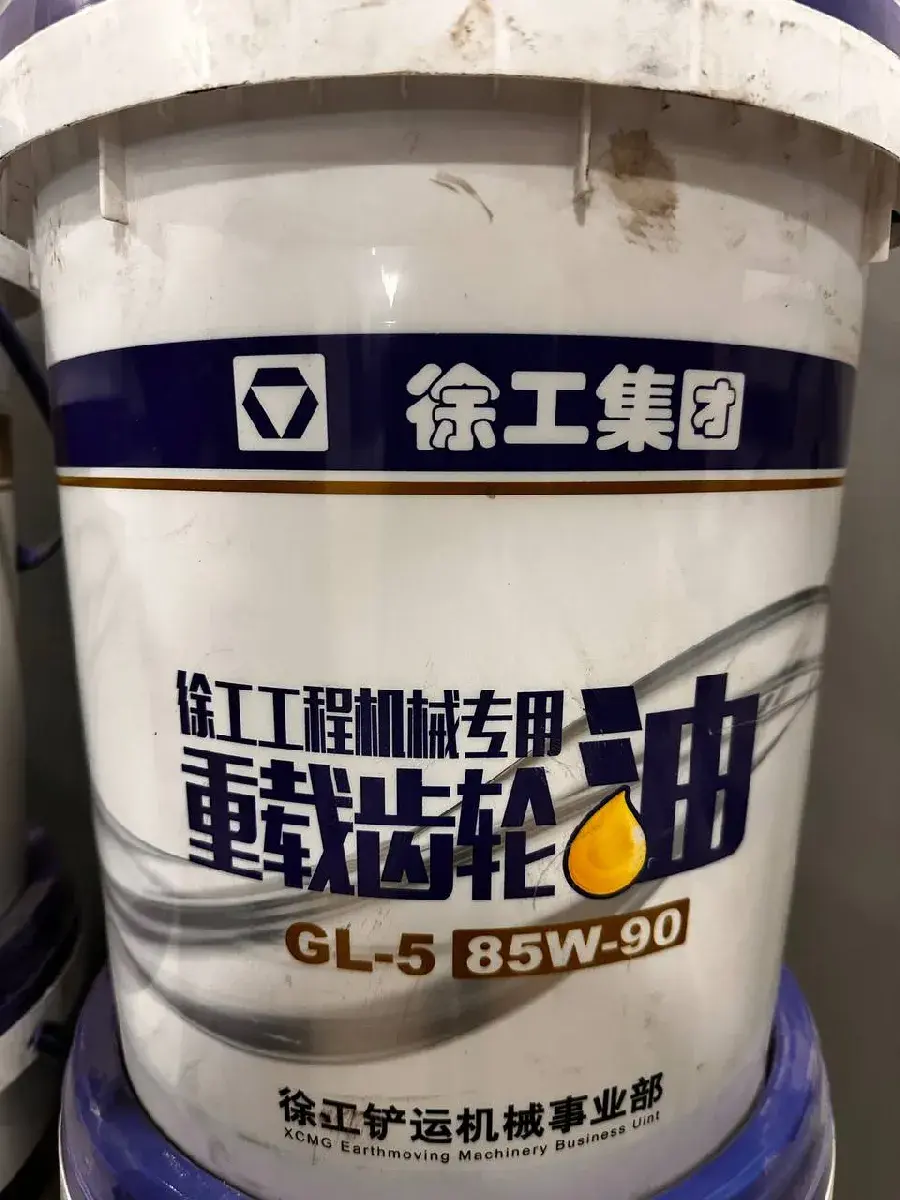 徐工集团
徐工工程机械专用
重载齿轮油
GL-5 85W-90
徐工铲运机械事业部
XCMG Earthmoving Machinery Business Uint